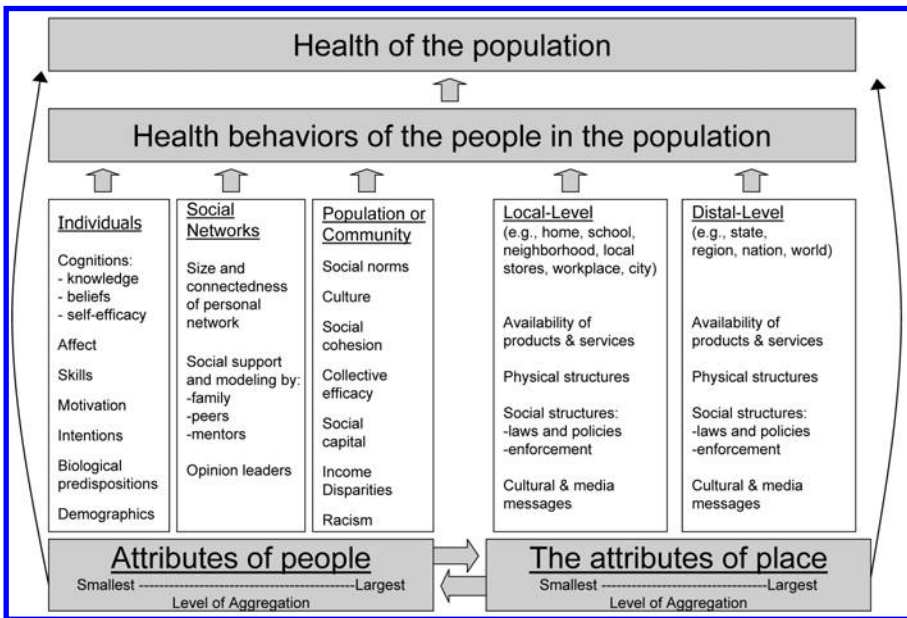 Health of the population
Health behaviors of the people in the population
Individuals
Cognitions:
- knowledge
- beliefs
- self-efficacy
Affect
Skills
Motivation
Intentions
Biological
predispositions
Demographics
Social
Networks
Size and
connectedness
of personal
network
Social support
and modeling by:
-family
-peers
-mentors
Opinion leaders
Population or
Community
Social norms
Culture
Social
cohesion
Collective
efficacy
Social
capital
Income
Disparities
Racism
Local-Level
(e.g., home, school,
neighborhood, local
stores, workplace, city)
Availability of
products & services
Physical structures
Social structures:
-laws and policies
-enforcement
Cultural & media
messages
Distal-Level
(e.g., state,
region, nation, world)
Availability of
products & services
Physical structures
Social structures:
-laws and policies
-enforcement
Cultural & media
messages
Attributes of people
Smallest ------------------------------------Largest
Level of Aggregation
The attributes of place
Smallest ------------------------------------Largest
Level of Aggregation